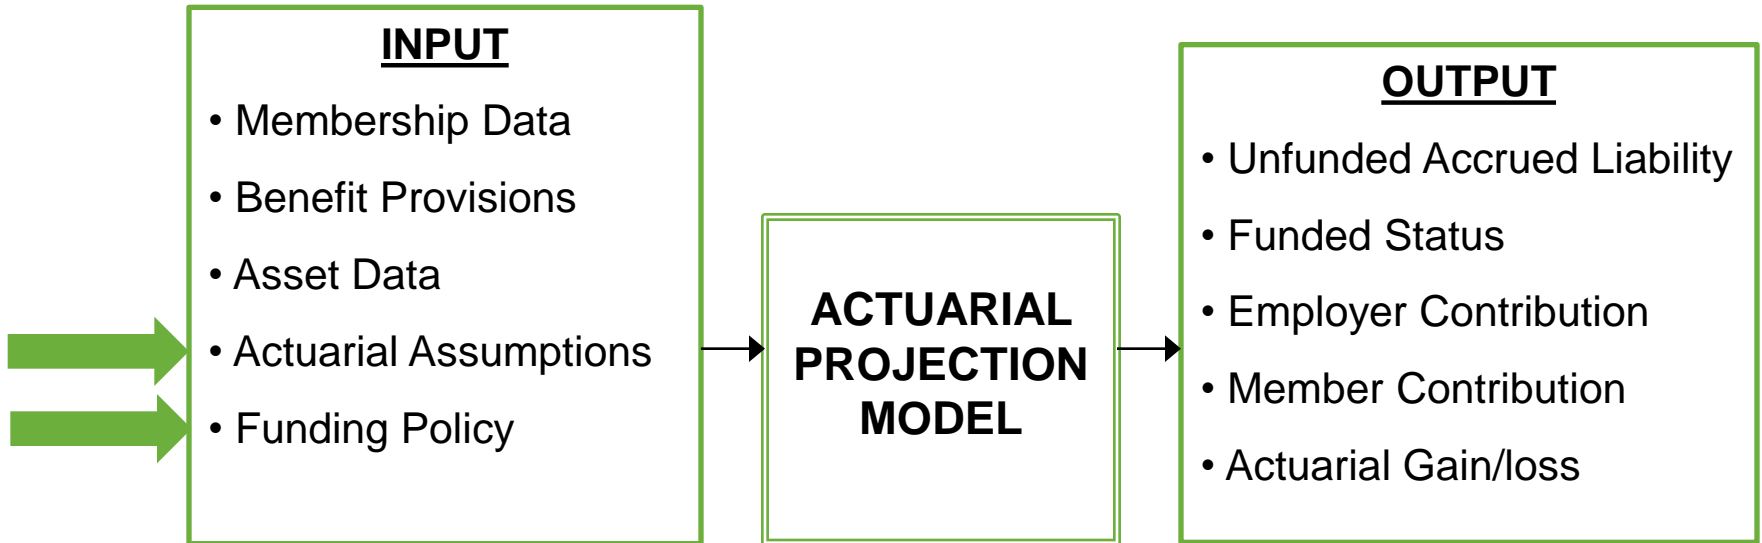 INPUT
• Membership Data
• Benefit Provisions
• Asset Data
• Actuarial Assumptions
• Funding Policy
ACTUARIAL
PROJECTION
MODEL
OUTPUT
• Unfunded Accrued Liability
• Funded Status
• Employer Contribution
• Member Contribution
• Actuarial Gain/loss